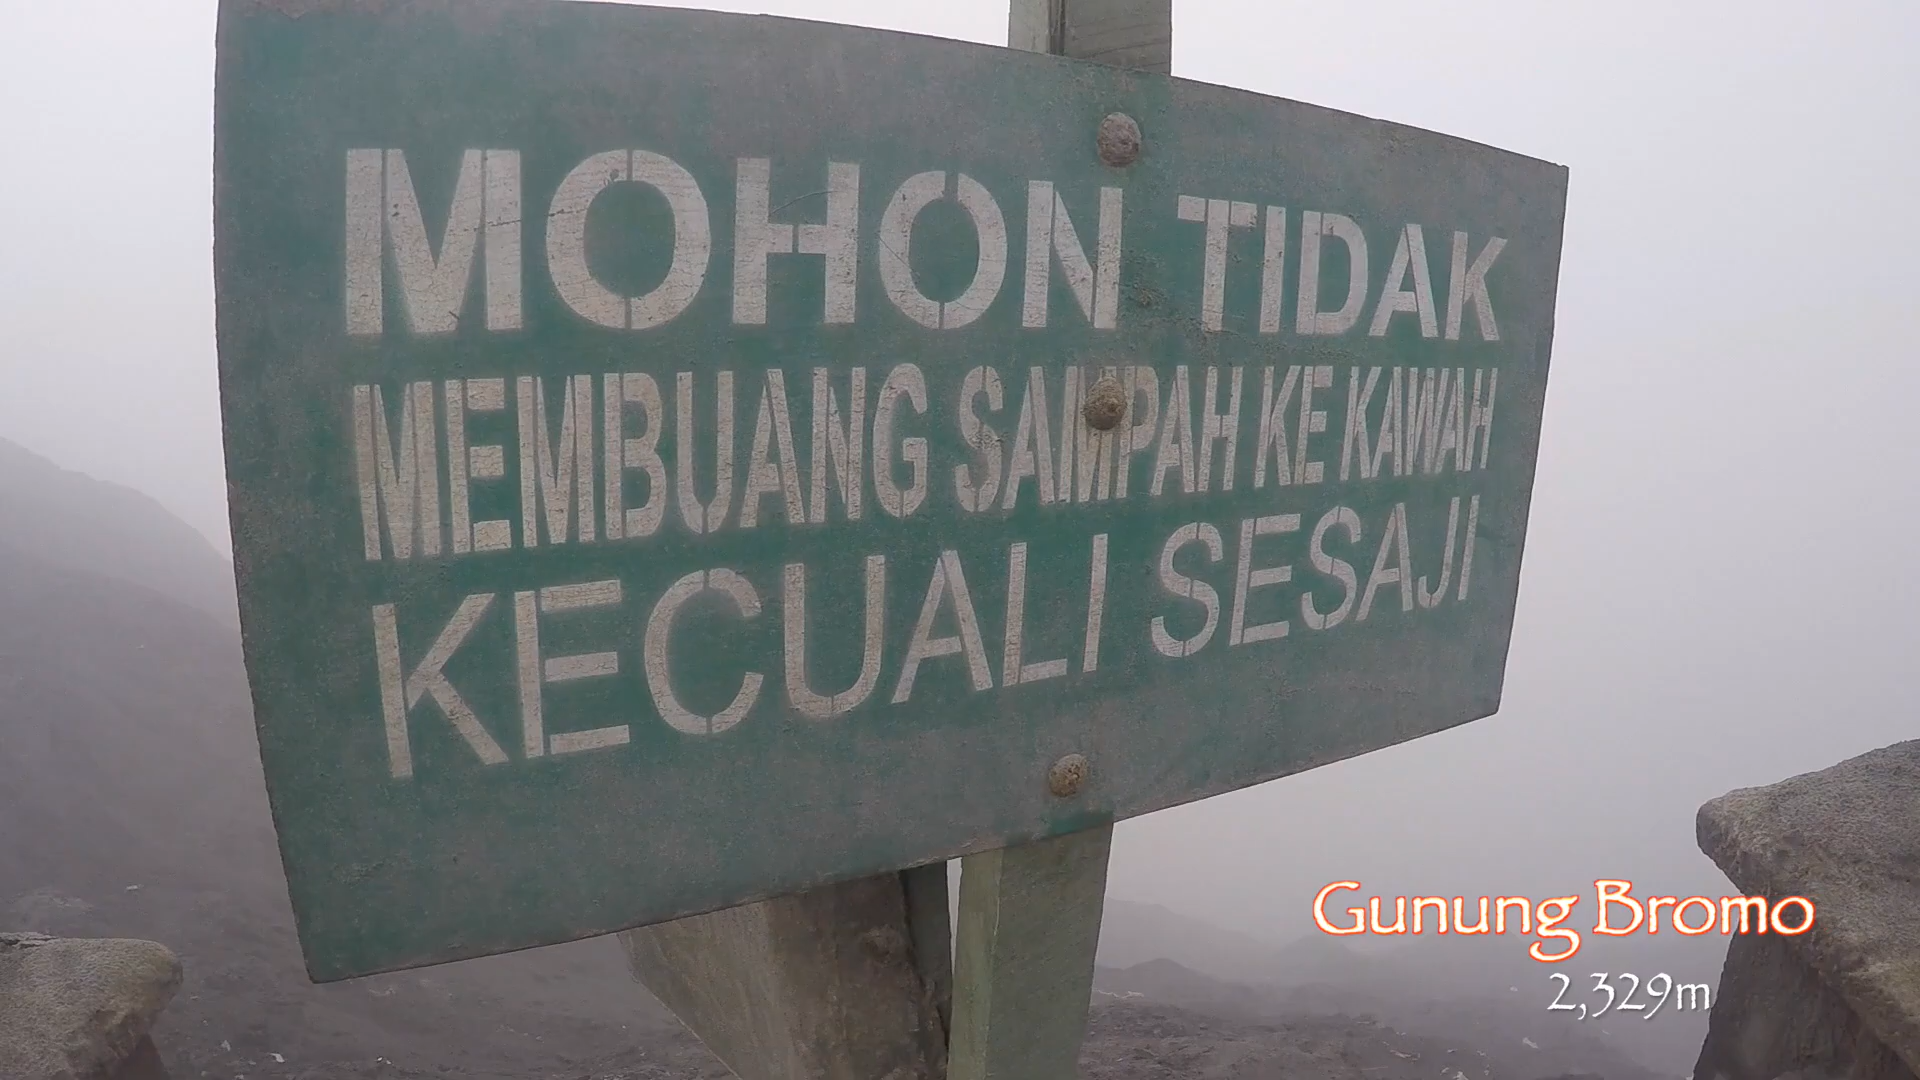 MOHON TIDAK
MEMBUANG SAMPAH KE KAWAH
KECUALI SESAJI
Gunung Bromo
2,329m